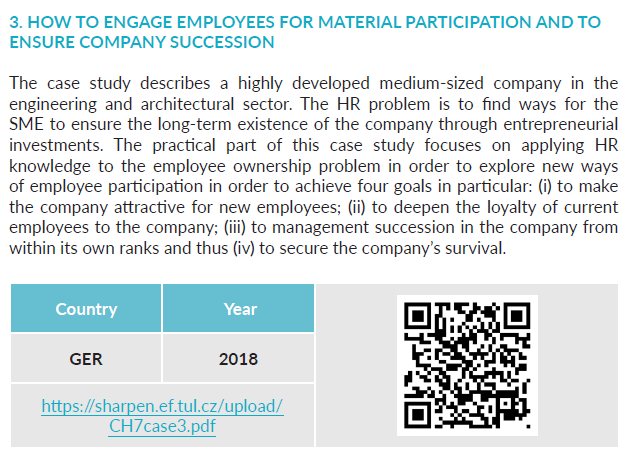 3. HOW TO ENGAGE EMPLOYEES FOR MATERIAL PARTICIPATION AND TO
ENSURE COMPANY SUCCESSION
The case study describes a highly developed medium-sized company in the
engineering and architectural sector. The HR problem is to find ways for the
SME to ensure the long-term existence of the company through entrepreneurial
investments. The practical part of this case study focuses on applying HR
knowledge to the employee ownership problem in order to explore new ways
of employee participation in order to achieve four goals in particular: (i) to make
the company attractive for new employees; (ii) to deepen the loyalty of current
employees to the company; (iii) to management succession in the company from
within its own ranks and thus (iv) to secure the company’s survival.
Country Year
GER 2018
https://sharpen.ef.tul.cz/upload/
CH7case3.pdf